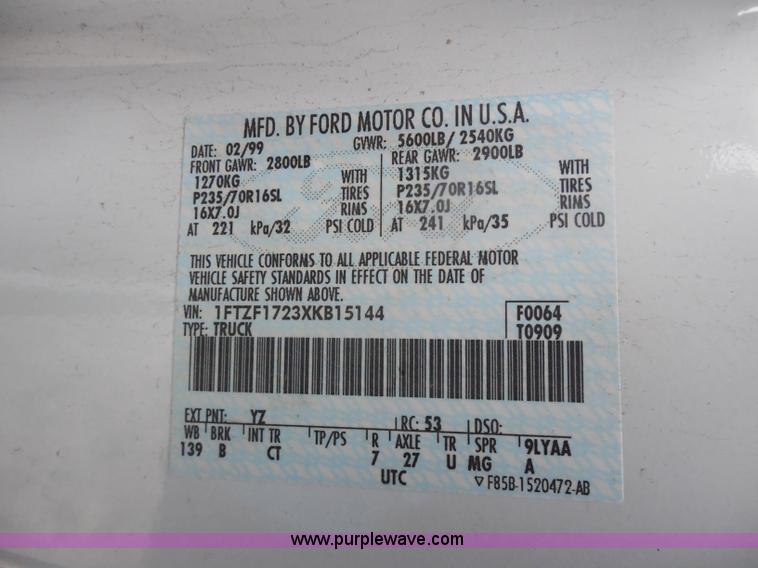 MFD. BY FORD MOTOR CO. IN U.S.A.
DATE: 02/99 GVWR: 5600LB/ 2540KG
FRONT GAWR: 2800LB REAR GAWR: 2900LB
1270KG WITH 1315KG WITH
P235/70R16SL TIRES P235/70R16SL TIRES
16X7.0J RIMS 16X7.0J RIMS
AT 221 kPa/32 PSI COLD AT 241 kPa/35 PSI COLD
THIS VEHICLE CONFORMS TO ALL APPLICABLE FEDERAL MOTOR
VEHICLE SAFETY STANDARDS IN EFFECT ON THE DATE OF
MANUFACTURE SHOWN ABOVE.
VIN: 1FTZF1723XKB15144 F0064
TYPE: TRUCK T0909
EXT PNT: YZ RC: 53 DSO:
WB BRK INT TR TP/PS R AXLE TR SPR 9LYAA
139 B CT 7 27 U MG A
UTC ▽F85B-1520472-AB
www.purplewave.com